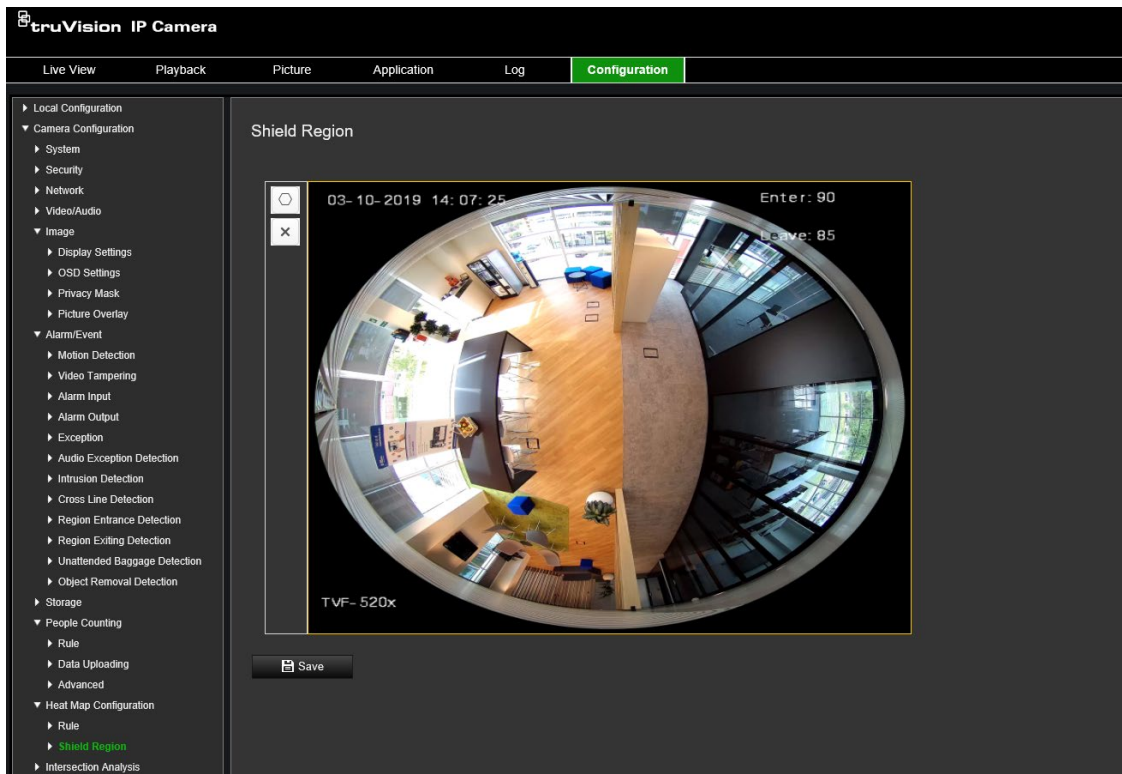 truVision IP Camera
Live View Playback Picture Application Log Configuration
Local Configuration
Camera Configuration
System
Security
Network
Video/Audio
Image
Display Settings
OSD Settings
Privacy Mask
Picture Overlay
Alarm/Event
Motion Detection
Video Tampering
Alarm Input
Alarm Output
Exception
Audio Exception Detection
Intrusion Detection
Cross Line Detection
Region Entrance Detection
Region Exiting Detection
Unattended Baggage Detection
Object Removal Detection
Storage
People Counting
Rule
Data Uploading
Advanced
Heat Map Configuration
Rule
Shield Region
Intersection Analysis
Shield Region
03-10-2019 14:07:25
Enter: 90
Leave: 85
TVF-520x
Save